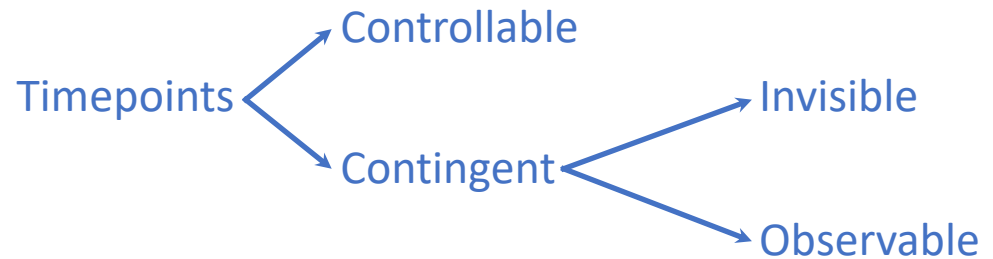 Controllable
Timepoints
Invisible
Contingent
Observable